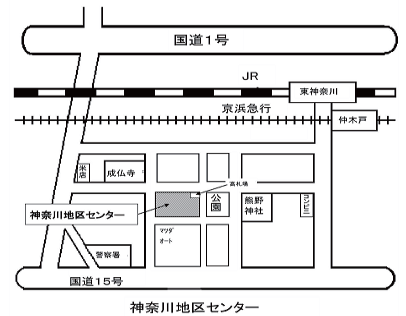 国道1号
JR
東神奈川
京浜急行
仲木戸
米店
成仏寺
高札場
神奈川地区センター
公園
熊野
神社
コンビニ
マツダ
オート
警察署
国道15号
神奈川地区センター